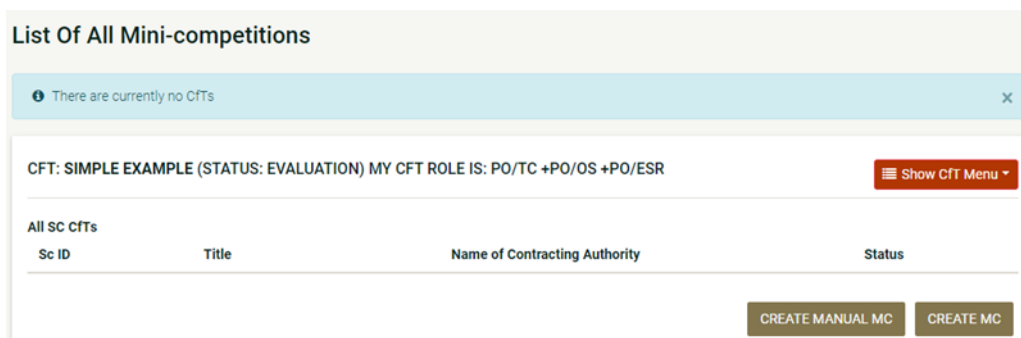 List Of All Mini-competitions
There are currently no CfTs
CFT: SIMPLE EXAMPLE (STATUS: EVALUATION) MY CFT ROLE IS: PO/TC +PO/OS +PO/ESR
Show CfT Menu
All SC CfTs
Sc ID Title Name of Contracting Authority Status
CREATE MANUAL MC CREATE MC